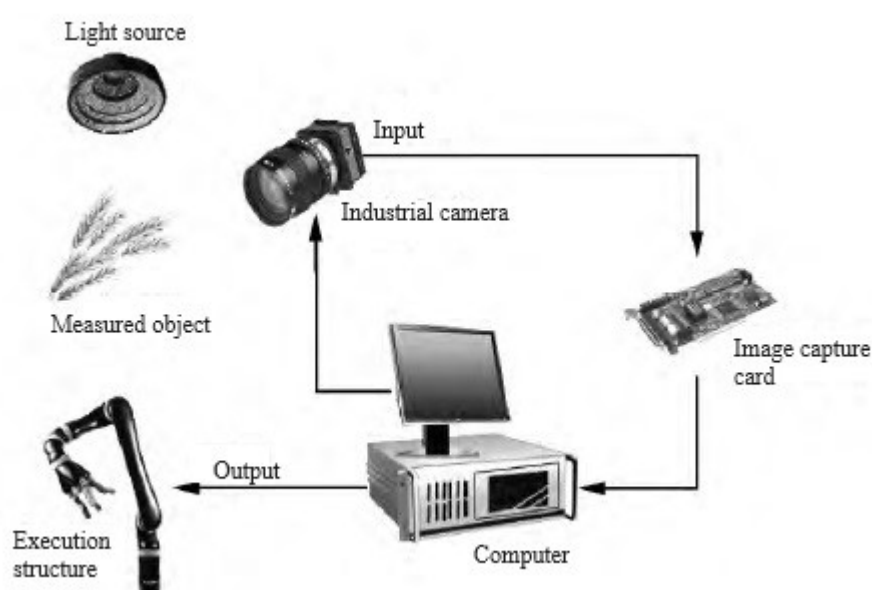 Light source
Input
Industrial camera
Measured object
Image capture
card
Output
Execution
structure
Computer